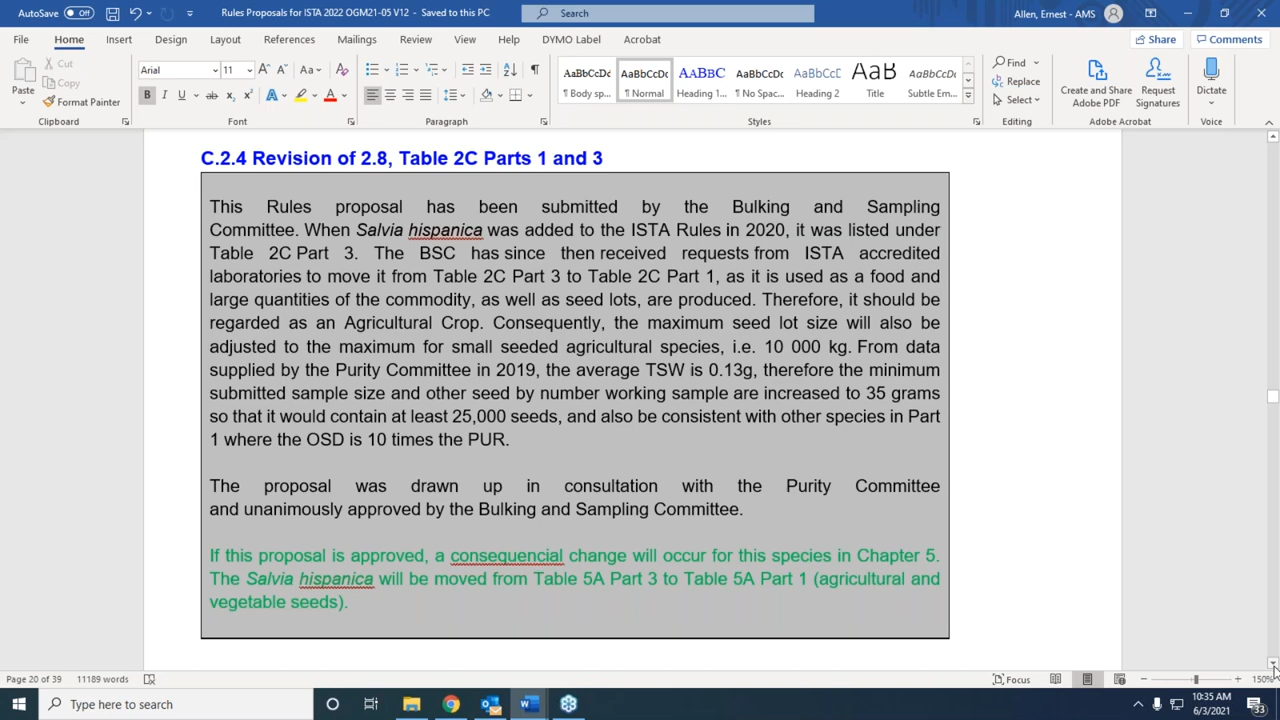 AutoSave Off
Rules Proposals for ISTA 2022 OGM21-05 V12 - Saved to this PC
Search
Allen, Ernest - AMS
File Home Insert Design Layout References Mailings Review View Help DYMO Label Acrobat
Share Comments
Paste
Cut
Copy
Format Painter
Clipboard
Arial 11
Font
Paragraph
AaBbCcDc AaBbCcDc AABBC AaBbCcDc AaBbCcC AaB AaBbCcDc
¶ Body sp... ¶ Normal Heading 1... ¶ No Spac... Heading 2 Title Subtle Em...
Styles
Find
Replace
Select
Editing
Create and Share Adobe PDF
Request Signatures
Adobe Acrobat
Dictate
Voice
C.2.4 Revision of 2.8, Table 2C Parts 1 and 3
This Rules proposal has been submitted by the Bulking and Sampling
Committee. When Salvia hispanica was added to the ISTA Rules in 2020, it was listed under
Table 2C Part 3. The BSC has since then received requests from ISTA accredited
laboratories to move it from Table 2C Part 3 to Table 2C Part 1, as it is used as a food and
large quantities of the commodity, as well as seed lots, are produced. Therefore, it should be
regarded as an Agricultural Crop. Consequently, the maximum seed lot size will also be
adjusted to the maximum for small seeded agricultural species, i.e. 10 000 kg. From data
supplied by the Purity Committee in 2019, the average TSW is 0.13g, therefore the minimum
submitted sample size and other seed by number working sample are increased to 35 grams
so that it would contain at least 25,000 seeds, and also be consistent with other species in Part
1 where the OSD is 10 times the PUR.
The proposal was drawn up in consultation with the Purity Committee
and unanimously approved by the Bulking and Sampling Committee.
If this proposal is approved, a consequencial change will occur for this species in Chapter 5.
The Salvia hispanica will be moved from Table 5A Part 3 to Table 5A Part 1 (agricultural and
vegetable seeds).
Page 20 of 39 11189 words
Focus
150%
Type here to search
10:35 AM
6/3/2021
33